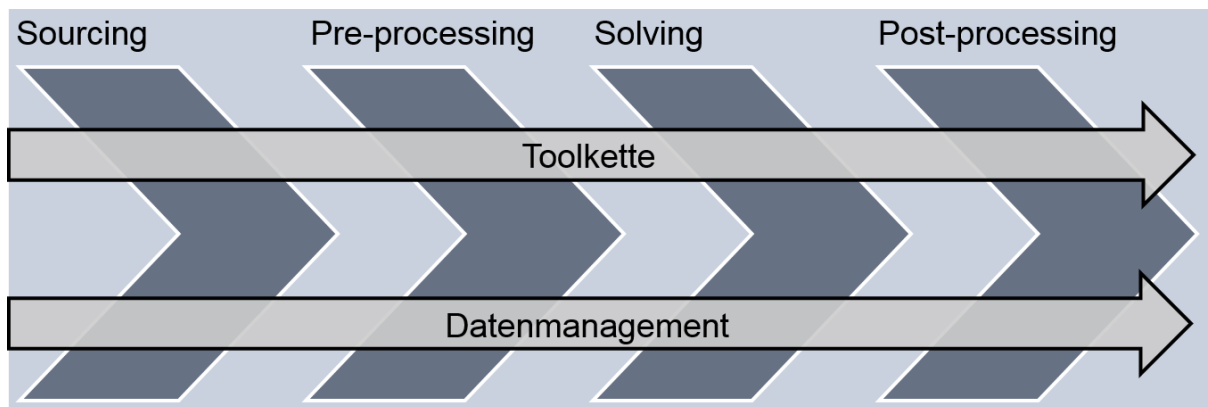 Sourcing Pre-processing Solving Post-processing
Toolkette
Datenmanagement